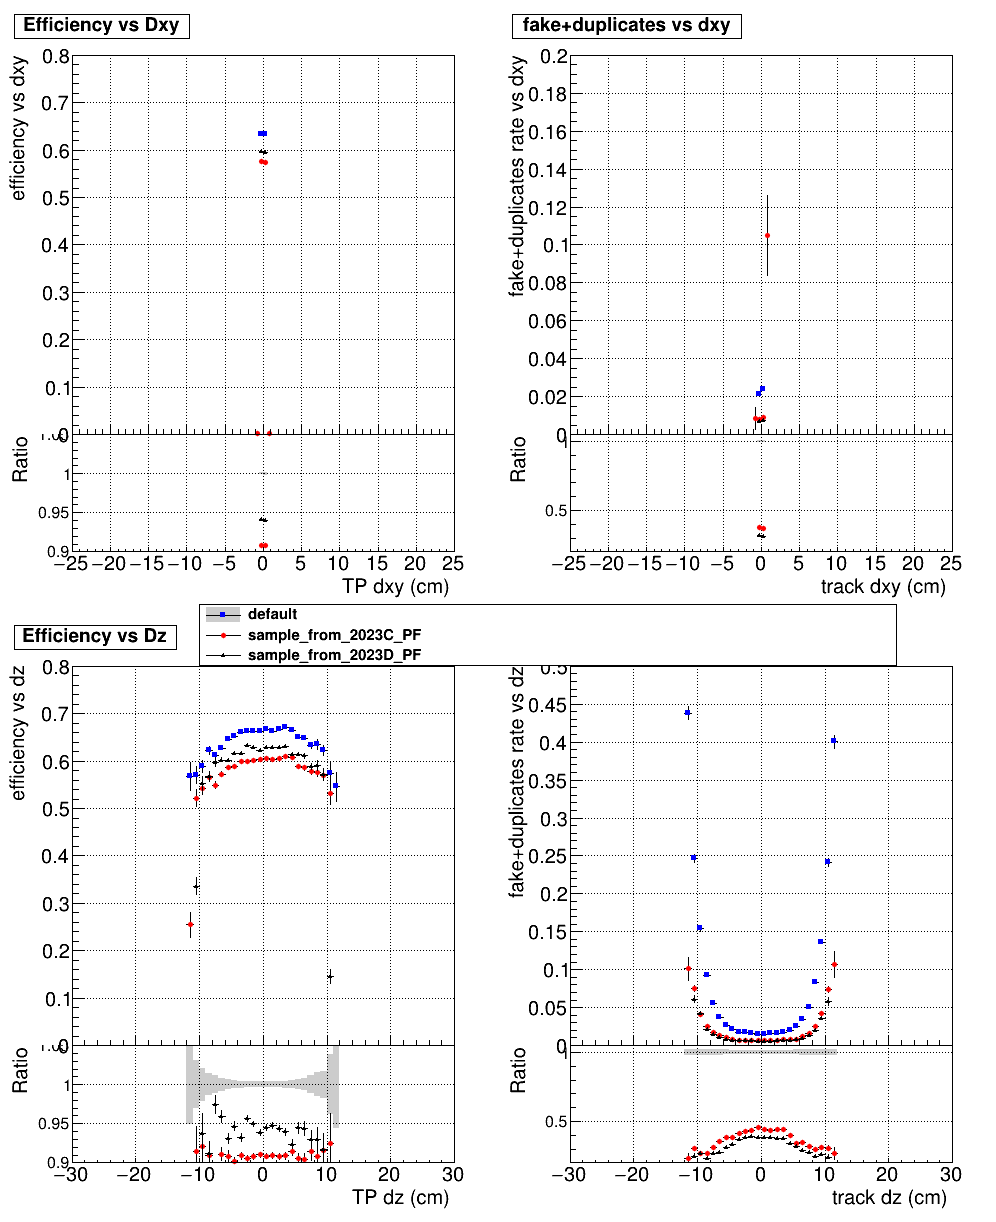 Efficiency vs Dxy
efficiency vs dxy
0.8
0.7
0.6
0.5
0.4
0.3
0.2
0.1
0
Ratio
1
0.95
0.9
−25 −20 −15 −10 −5 0 5 10 15 20 25
TP dxy (cm)
fake+duplicates vs dxy
fake+duplicates rate vs dxy
0.2
0.18
0.16
0.14
0.12
0.1
0.08
0.06
0.04
0.02
0
Ratio
1
0.5
−25 −20 −15 −10 −5 0 5 10 15 20 25
track dxy (cm)
default
sample_from_2023C_PF
sample_from_2023D_PF
Efficiency vs Dz
efficiency vs dz
0.8
0.7
0.6
0.5
0.4
0.3
0.2
0.1
0
Ratio
1
0.95
0.9
−30 −20 −10 0 10 20 30
TP dz (cm)
fake+duplicates rate vs dz
0.5
0.45
0.4
0.35
0.3
0.25
0.2
0.15
0.1
0.05
0
Ratio
1
0.5
−30 −20 −10 0 10 20 30
track dz (cm)